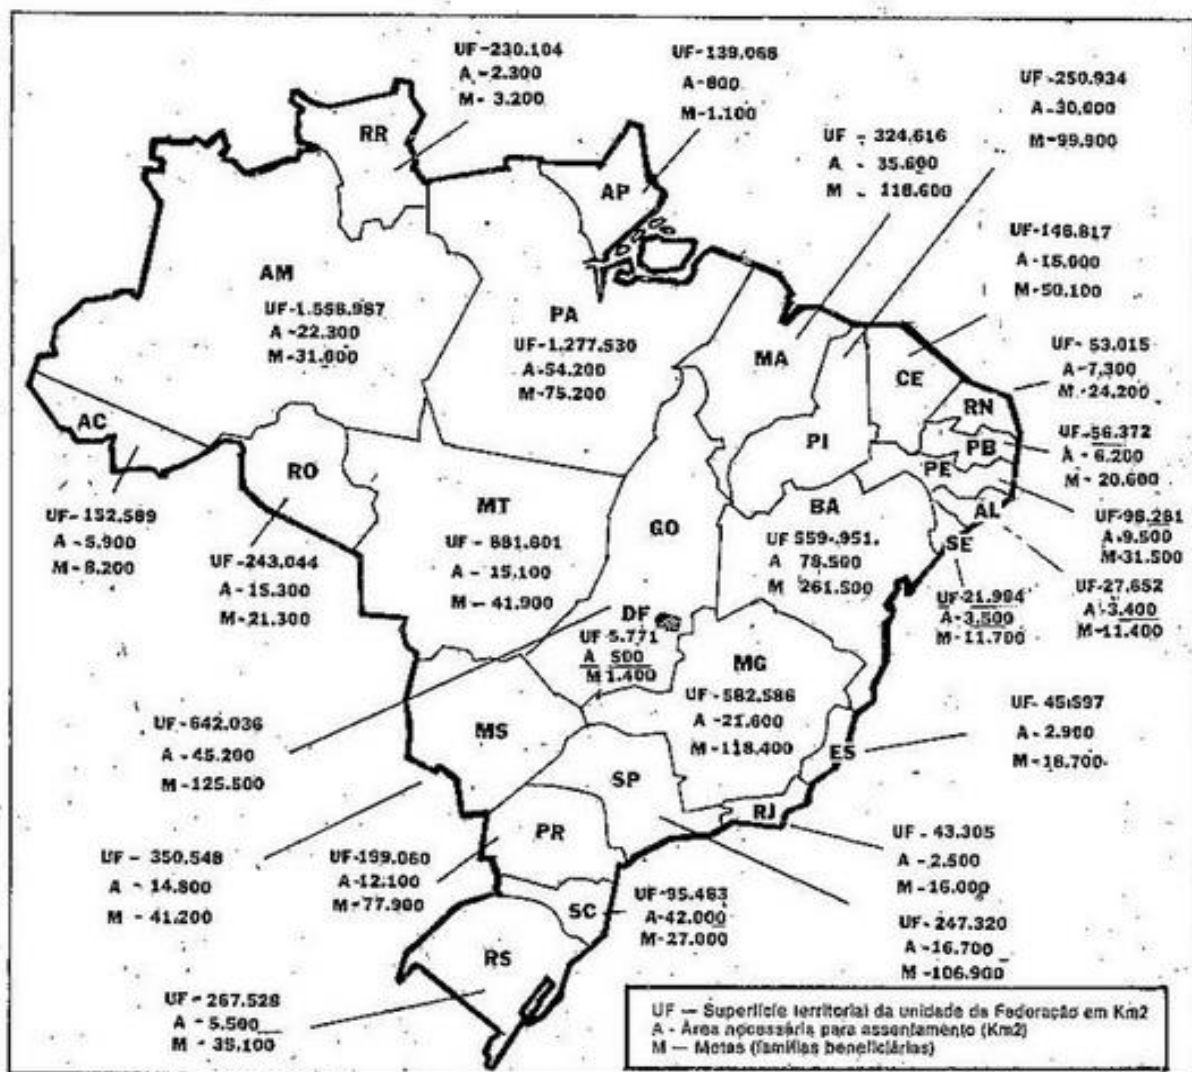 UF-230.104
A -2.300
M- 3.200
UF-139.068
A-800
M-1.100
UF - 324.616
A - 35.600
M - 118.600
UF -250.934
A -30.000
M-99.900
UF-146.817
A-15.000
M-50.100
UF- 53.015
A-7,300
M-24.200
UF-56.372
A - 6.200
M - 20.600
UF-98.281
A-9.500
M-31.500
UF-27.652
A-3.400
M-11.400
UF-21.994
A-3.500
M-11.700
RR
AP
AM
UF-1.558.987
A -22.300
M-31.600
PA
UF-1.277.530
A-54.200
M-75.200
MA
PI
CE
RN
PB
PE
AL
SE
AC
UF-152.589
A - 5.900
M - 8.200
RO
UF-243.044
A-15.300
M-21.300
MT
UF - 881.601
A - 15.100
M - 41.900
GO
UF-642.036
A - 45.200
M -125.500
BA
UF 559.951.
A 78.500
M 261.500
DF
UF 5.771
A 500
M 1.400
MG
UF-582.586
A -21.600
M -118.400
ES
UF- 45.597
A - 2.900
M - 18.700
MS
UF - 350.548
A - 14.800
M - 41.200
SP
RJ
UF - 43.305
A - 2.500
M - 16.000
UF -247.320
A -16.700
M -106.900
PR
UF-199.060
A-12.100
M-77.900
SC
UF-95.483
A-42.000
M-27.000
RS
UF - 267.528
A - 5.500
M - 35,100
UF — Superfície territorial da unidade da Federação em Km2
A - Área necessária para assentamento (Km2)
M — Metas (famílias beneficiárias)